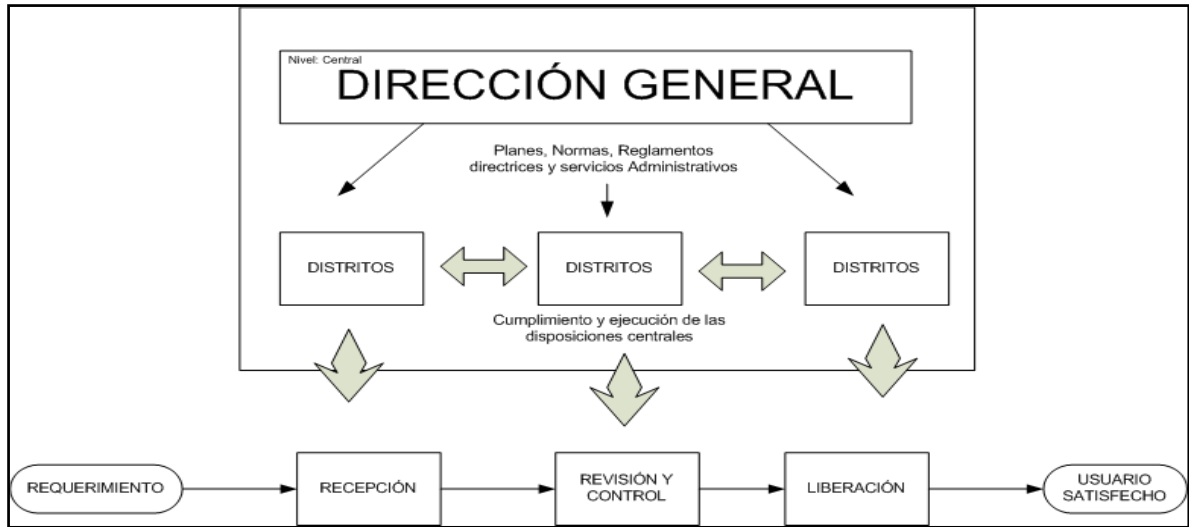 Nivel: Central
DIRECCIÓN GENERAL
Planes, Normas, Reglamentos
directrices y servicios Administrativos
DISTRITOS
DISTRITOS
DISTRITOS
Cumplimiento y ejecución de las
disposiciones centrales
REQUERIMIENTO
RECEPCIÓN
REVISIÓN Y
CONTROL
LIBERACIÓN
USUARIO
SATISFECHO